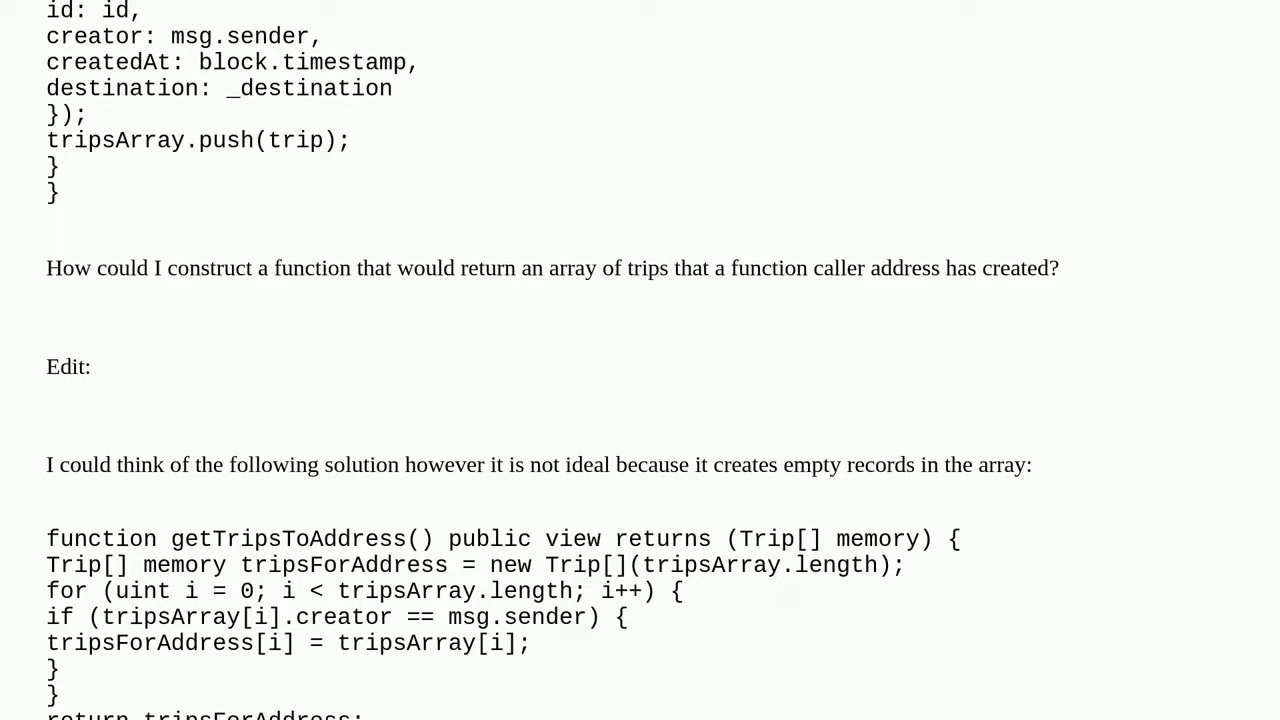 id: id,
creator: msg.sender,
createdAt: block.timestamp,
destination: _destination
});
tripsArray.push(trip);
}
}
How could I construct a function that would return an array of trips that a function caller address has created?
Edit:
I could think of the following solution however it is not ideal because it creates empty records in the array:
function getTripsToAddress() public view returns (Trip[] memory) {
Trip[] memory tripsForAddress = new Trip[](tripsArray.length);
for (uint i = 0; i < tripsArray.length; i++) {
if (tripsArray[i].creator == msg.sender) {
tripsForAddress[i] = tripsArray[i];
}
}
return tripsForAddress;